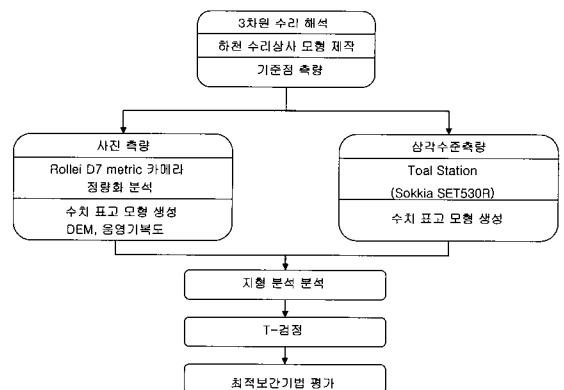 3차원 수리 해석
하천 수리상사 모형 제작
기준점 측량
사진 측량
Rollei D7 metric 카메라
정량화 분석
수치 표고 모형 생성
DEM, 음영기복도
삼각수준측량
Toal Station
(Sokkia SET530R)
수치 표고 모형 생성
지형 분석 분석
T-검정
최적보간기법 평가